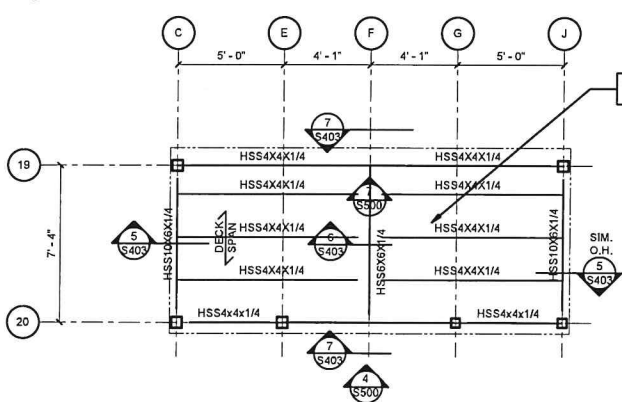 C E F G J
5' - 0" 4' - 1" 4' - 1" 5' - 0"
7
S403
19
HSS4X4X1/4 HSS4X4X1/4
HSS4X4X1/4 HSS4X4X1/4
S500
7' - 4"
HSS10X6X1/4
5
S403
DECK
SPAN
HSS4X4X1/4 HSS4X4X1/4
6
S403
HSS6X6X1/4
HSS10X6X1/4
SIM.
O.H.
5
S403
HSS4X4X1/4 HSS4X4X1/4
20
HSS4x4x1/4 HSS4x4x1/4
7
S403
4
S500